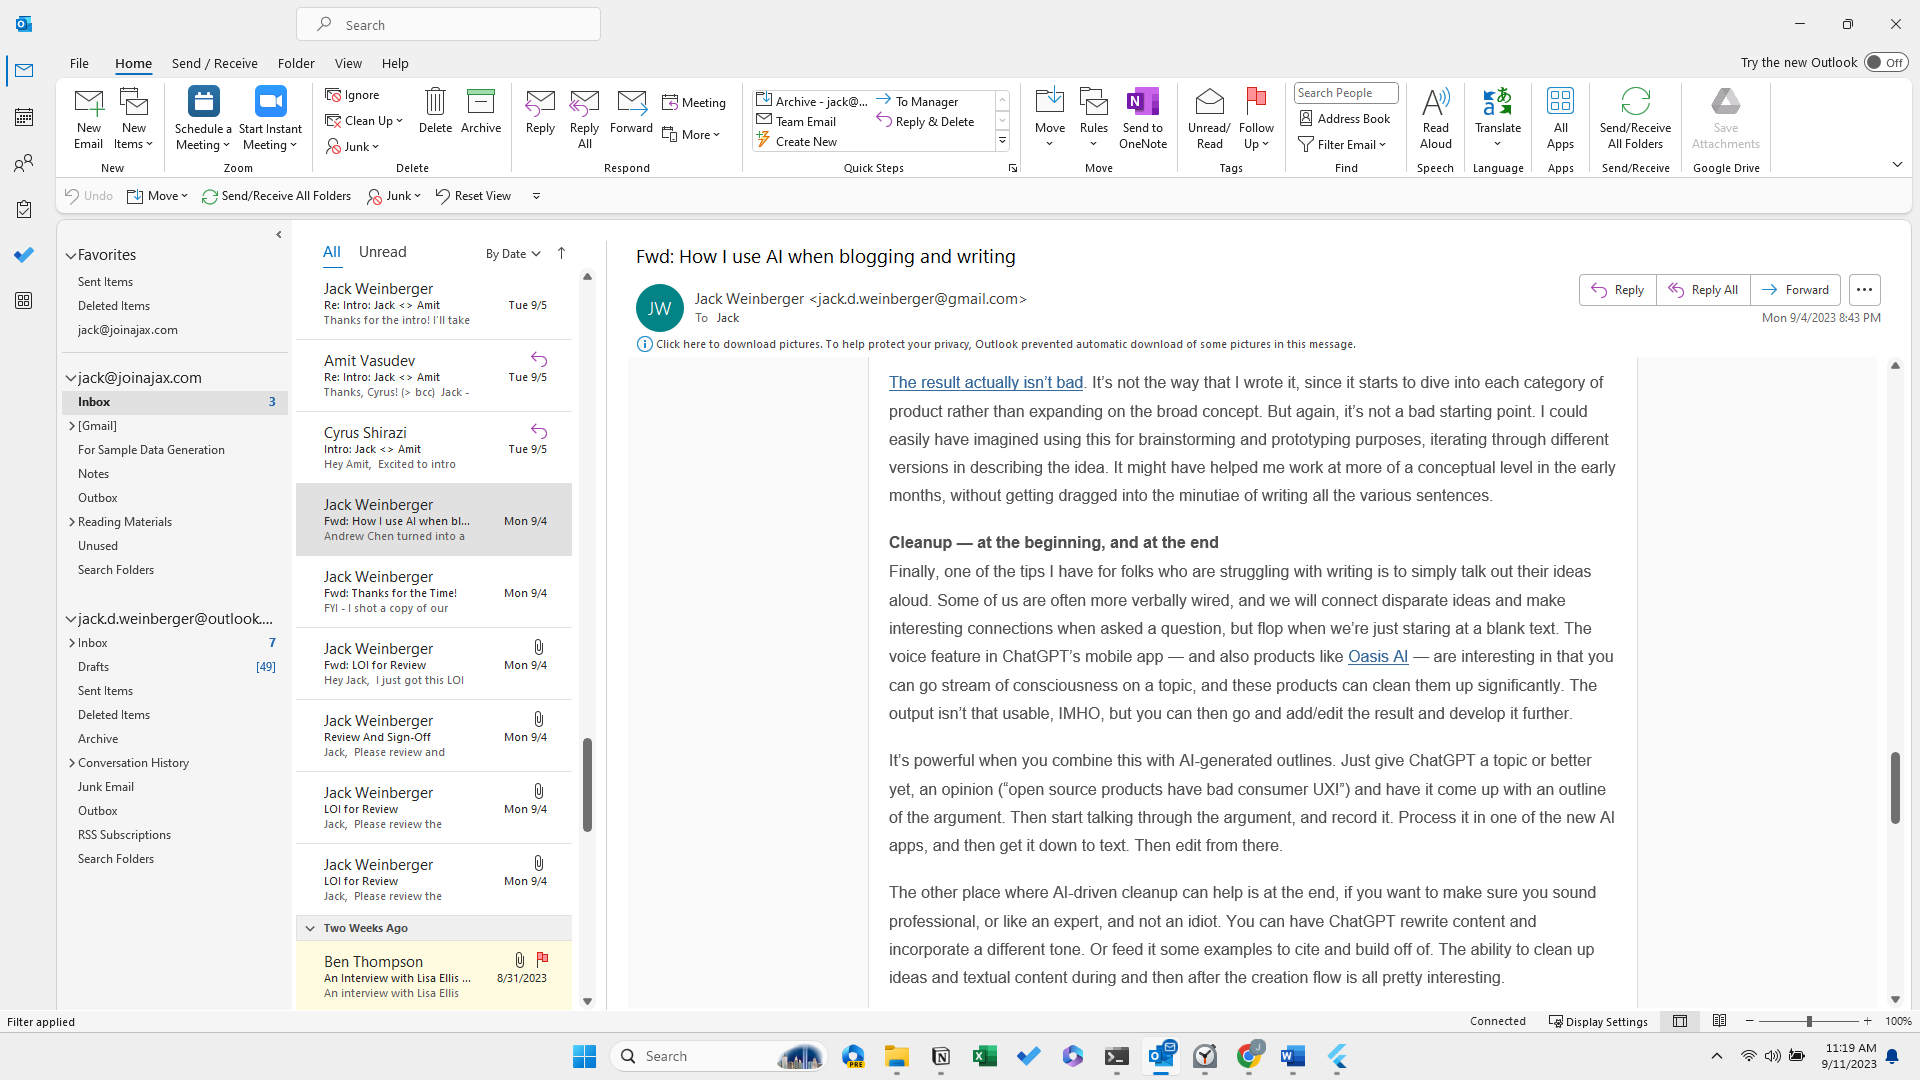 Search
File
Home
Send / Receive
Folder
View
Help
Try the new Outlook
Off
New
Email
New
Items
New
Schedule a
Meeting
Start Instant
Meeting
Zoom
Ignore
Clean Up
Junk
Delete
Archive
Delete
Reply
Reply
All
Forward
Meeting
More
Respond
Archive - jack@...
To Manager
Team Email
Reply & Delete
Create New
Quick Steps
Move
Rules
Send to
OneNote
Move
Unread/
Read
Follow
Up
Tags
Search People
Address Book
Filter Email
Find
Read
Aloud
Speech
Translate
Language
All
Apps
Apps
Send/Receive
All Folders
Send/Receive
Save
Attachments
Google Drive
Undo
Move
Send/Receive All Folders
Junk
Reset View
Favorites
Sent Items
Deleted Items
jack@joinajax.com
jack@joinajax.com
Inbox 3
[Gmail]
For Sample Data Generation
Notes
Outbox
Reading Materials
Unused
Search Folders
jack.d.weinberger@outlook....
Inbox 7
Drafts [49]
Sent Items
Deleted Items
Archive
Conversation History
Junk Email
Outbox
RSS Subscriptions
Search Folders
All
Unread
By Date
Jack Weinberger
Re: Intro: Jack <> Amit Tue 9/5
Thanks for the intro! I'll take
Amit Vasudev
Re: Intro: Jack <> Amit Tue 9/5
Thanks, Cyrus! (> bcc) Jack -
Cyrus Shirazi
Intro: Jack <> Amit Tue 9/5
Hey Amit, Excited to intro
Jack Weinberger
Fwd: How I use AI when bl... Mon 9/4
Andrew Chen turned into a
Jack Weinberger
Fwd: Thanks for the Time! Mon 9/4
FYI - I shot a copy of our
Jack Weinberger
Fwd: LOI for Review Mon 9/4
Hey Jack, I just got this LOI
Jack Weinberger
Review And Sign-Off Mon 9/4
Jack, Please review and
Jack Weinberger
LOI for Review Mon 9/4
Jack, Please review the
Jack Weinberger
LOI for Review Mon 9/4
Jack, Please review the
Two Weeks Ago
Ben Thompson
An Interview with Lisa Ellis ... 8/31/2023
An interview with Lisa Ellis
Fwd: How I use AI when blogging and writing
JW
Jack Weinberger <jack.d.weinberger@gmail.com>
To Jack
Reply
Reply All
Forward
Mon 9/4/2023 8:43 PM
Click here to download pictures. To help protect your privacy, Outlook prevented automatic download of some pictures in this message.
The result actually isn't bad. It's not the way that I wrote it, since it starts to dive into each category of
product rather than expanding on the broad concept. But again, it's not a bad starting point. I could
easily have imagined using this for brainstorming and prototyping purposes, iterating through different
versions in describing the idea. It might have helped me work at more of a conceptual level in the early
months, without getting dragged into the minutiae of writing all the various sentences.
Cleanup — at the beginning, and at the end
Finally, one of the tips I have for folks who are struggling with writing is to simply talk out their ideas
aloud. Some of us are often more verbally wired, and we will connect disparate ideas and make
interesting connections when asked a question, but flop when we're just staring at a blank text. The
voice feature in ChatGPT's mobile app — and also products like Oasis AI — are interesting in that you
can go stream of consciousness on a topic, and these products can clean them up significantly. The
output isn't that usable, IMHO, but you can then go and add/edit the result and develop it further.
It's powerful when you combine this with AI-generated outlines. Just give ChatGPT a topic or better
yet, an opinion (“open source products have bad consumer UX!”) and have it come up with an outline
of the argument. Then start talking through the argument, and record it. Process it in one of the new AI
apps, and then get it down to text. Then edit from there.
The other place where AI-driven cleanup can help is at the end, if you want to make sure you sound
professional, or like an expert, and not an idiot. You can have ChatGPT rewrite content and
incorporate a different tone. Or feed it some examples to cite and build off of. The ability to clean up
ideas and textual content during and then after the creation flow is all pretty interesting.
Filter applied
Connected
Display Settings
100%
Search
PRE
J
11:19 AM
9/11/2023